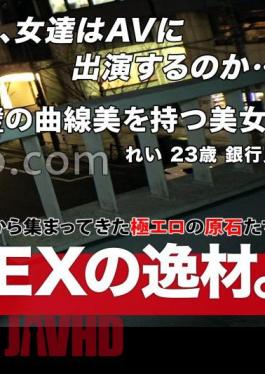 、女達はAVに
出演するのか…
の曲線美を持つ美女
れい 23歳 銀行
から集まってきた極エロの原石た
EXの逸材。
JAVHD